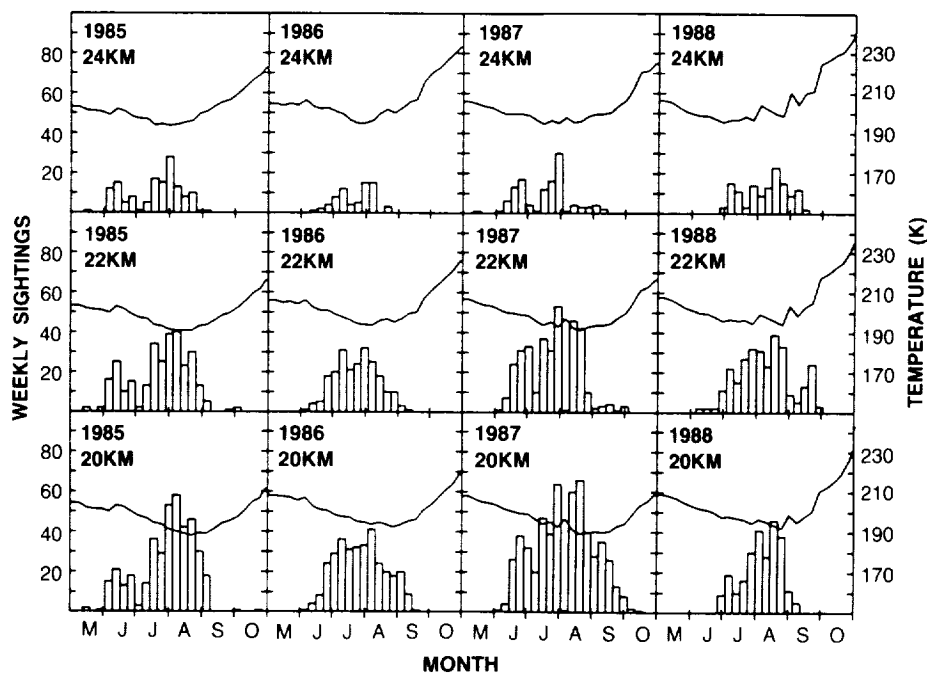 1985 1986 1987 1988
24KM 24KM 24KM 24KM
80 230
60 210
40 190
20 170
1985 1986 1987 1988
22KM 22KM 22KM 22KM
80 230
60 210
40 190
20 170
1985 1986 1987 1988
20KM 20KM 20KM 20KM
80 230
60 210
40 190
20 170
M J J A S O M J J A S O M J J A S O M J J A S O
MONTH
WEEKLY SIGHTINGS
TEMPERATURE (K)